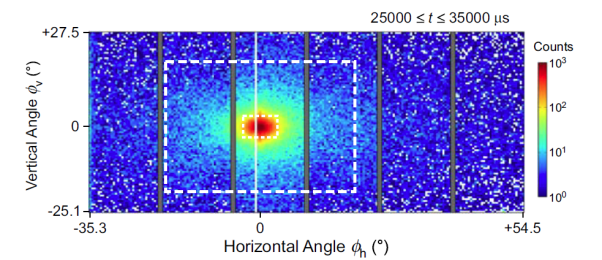 25000 ≤ t ≤ 35000 μs
+27.5
Counts
10³
10²
10¹
10⁰
Vertical Angle ϕᵥ (°)
0
-25.1
-35.3
0
+54.5
Horizontal Angle ϕₕ (°)